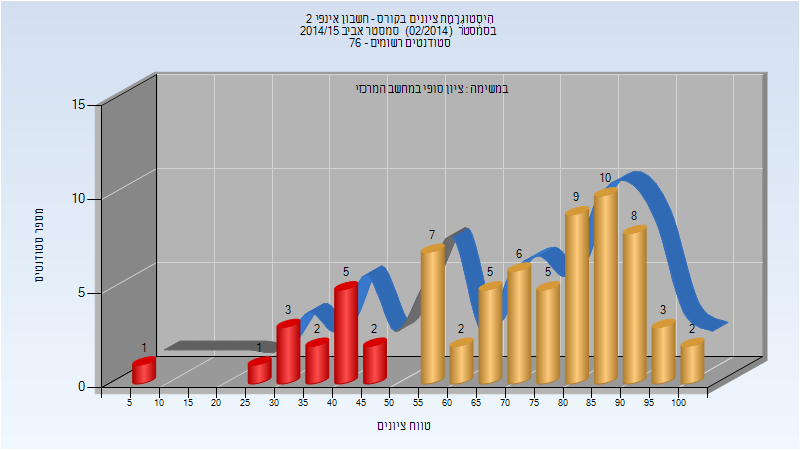 היסטוגרמת ציונים בקורס - חשבון אינפי 2
בסמסטר (02/2014) סמסטר אביב 2014/15
סטודנטים רשומים - 76
במשימה : ציון סופי במחשב המרכזי
מספר סטודנטים
15
10
5
0
1 1 3 2 5 2 7 2 5 6 5 9 10 8 3 2
5 10 15 20 25 30 35 40 45 50 55 60 65 70 75 80 85 90 95 100
טווח ציונים